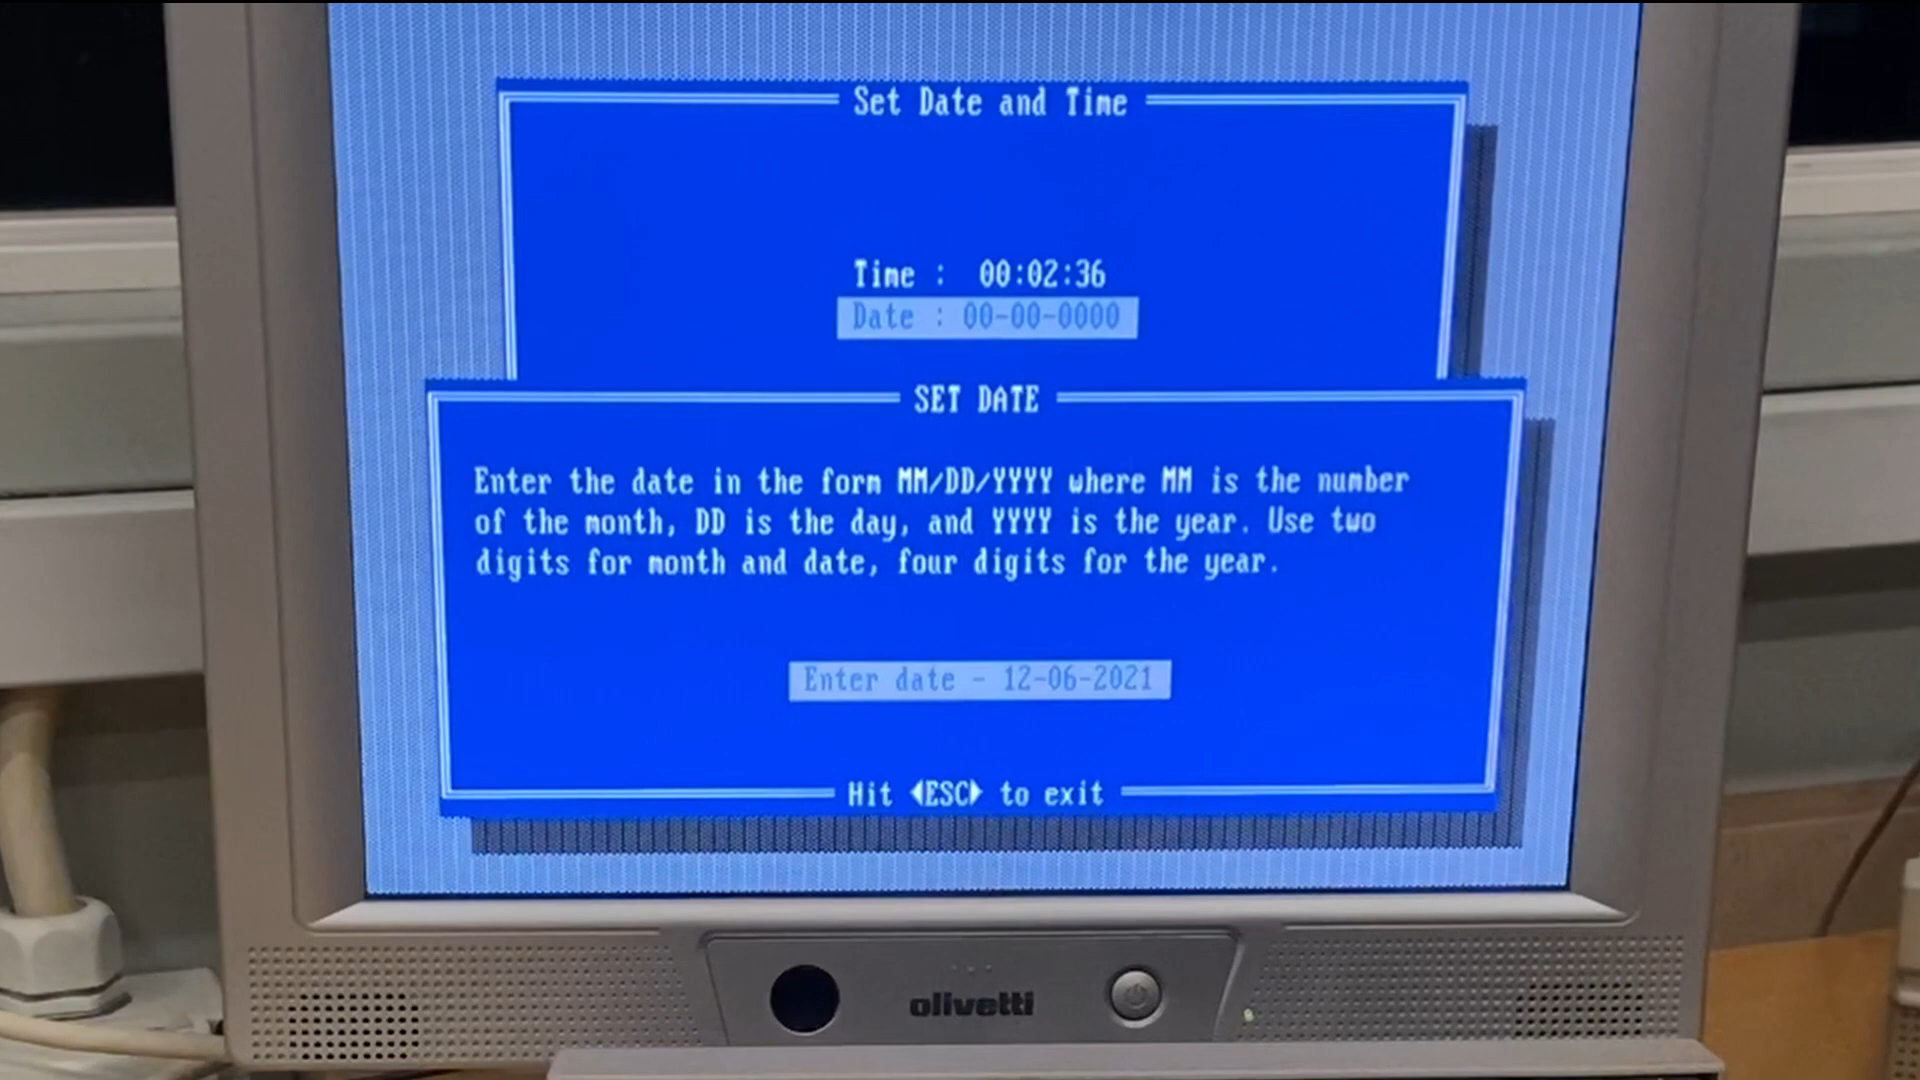 Set Date and Time
Time : 00:02:36
Date : 00-00-0000
SET DATE
Enter the date in the form MM/DD/YYYY where MM is the number
of the month, DD is the day, and YYYY is the year. Use two
digits for month and date, four digits for the year.
Enter date - 12-06-2021
Hit ◀ESC▶ to exit
olivetti